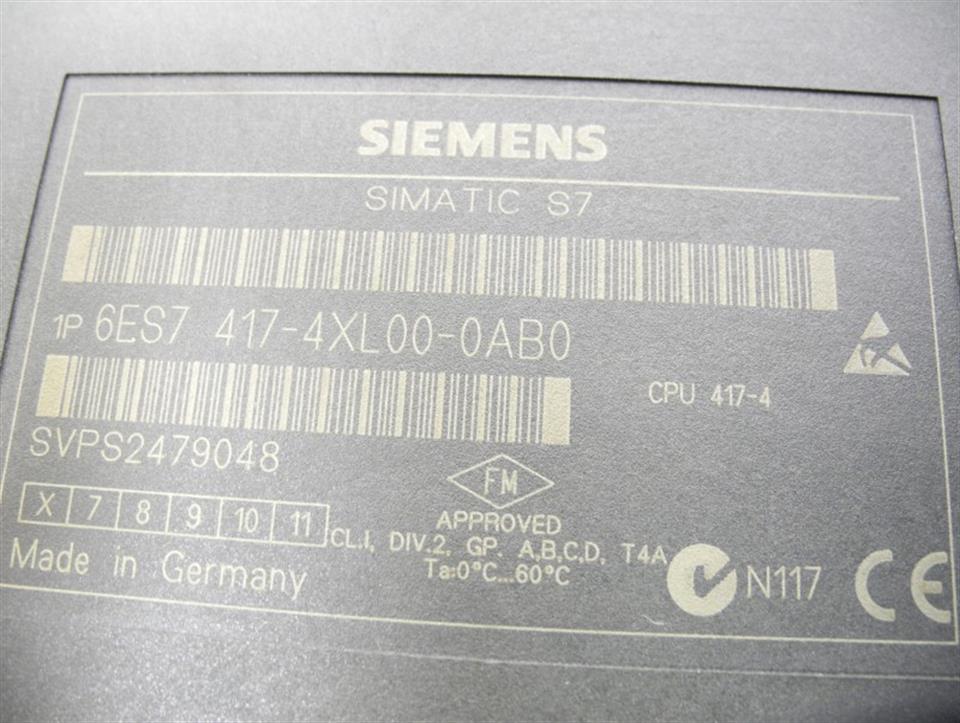 SIEMENS
SIMATIC S7
1P 6ES7 417-4XL00-0AB0
CPU 417-4
SVPS2479048
FM
APPROVED
X 7 8 9 10 11
CL.I, DIV.2, GP. A,B,C,D, T4A
Ta:0°C...60°C
Made in Germany
N117
CE